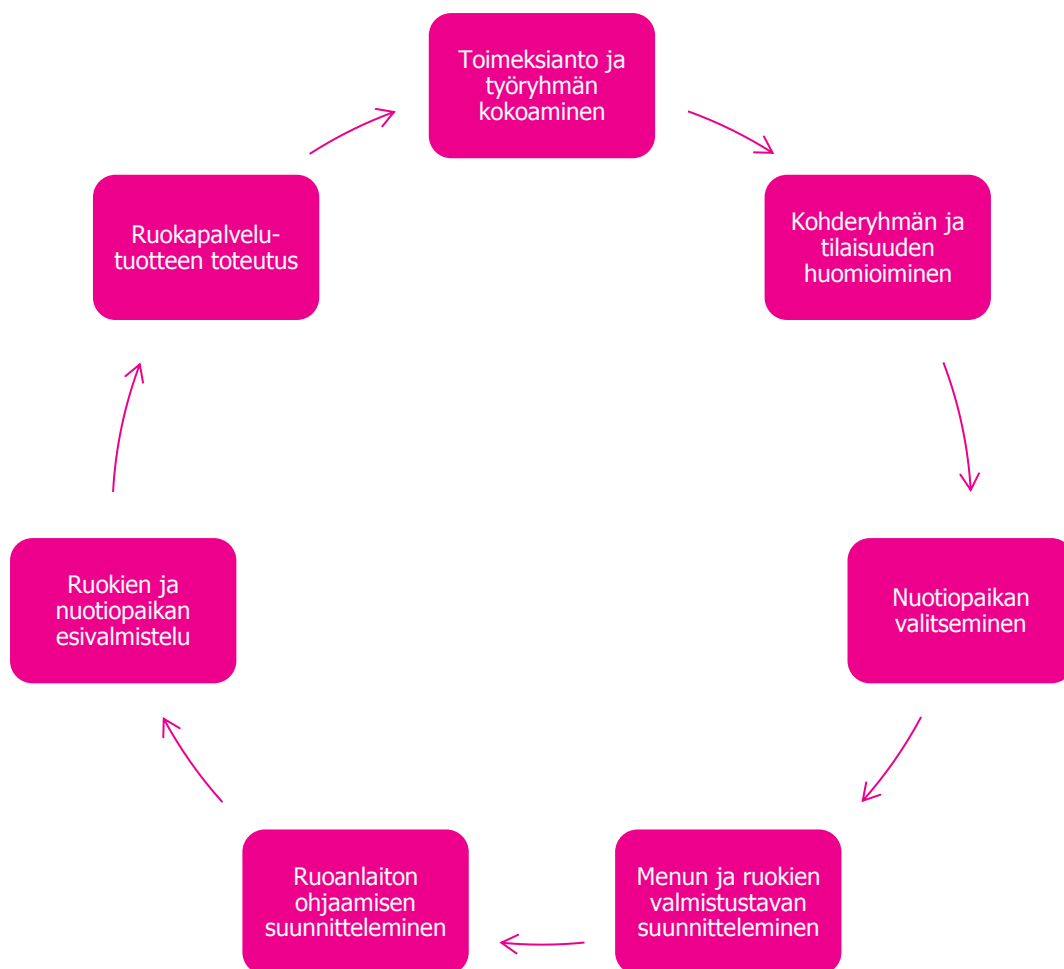 Toimeksianto ja
työryhmän
kokoaminen
Kohderyhmän ja
tilaisuuden
huomioiminen
Nuotiopaikan
valitseminen
Menun ja ruokien
valmistustavan
suunnitteleminen
Ruoanlaiton
ohjaamisen
suunnitteleminen
Ruokien ja
nuotiopaikan
esivalmistelu
Ruokapalvelu-
tuotteen toteutus